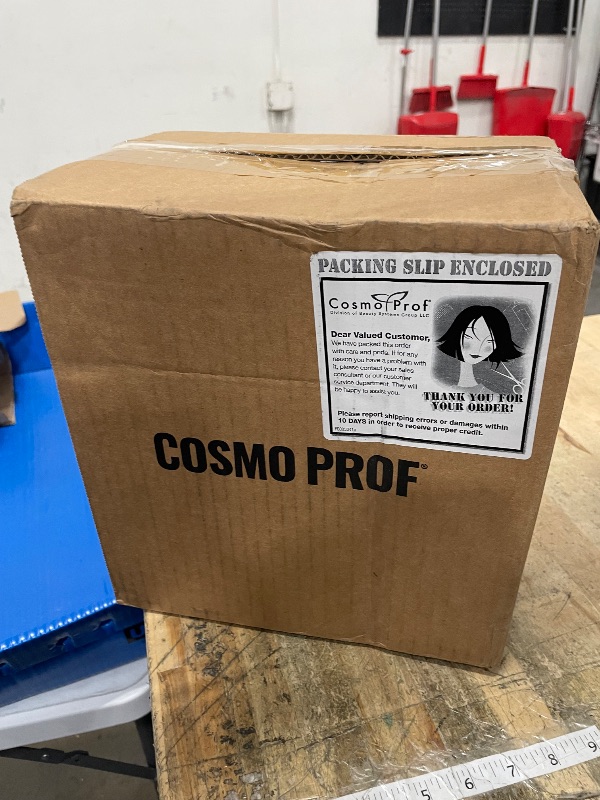 PACKING SLIP ENCLOSED
CosmoProf
Division of Beauty Systems Group LLC
Dear Valued Customer,
We have packed this order
with care and pride. If for any
reason you have a problem with
it, please contact your sales
consultant or our customer
service department. They will
be happy to assist you.
THANK YOU FOR
YOUR ORDER!
Please report shipping errors or damages within
10 DAYS in order to receive proper credit.
COSMO PROF®
5 6 7 8 9